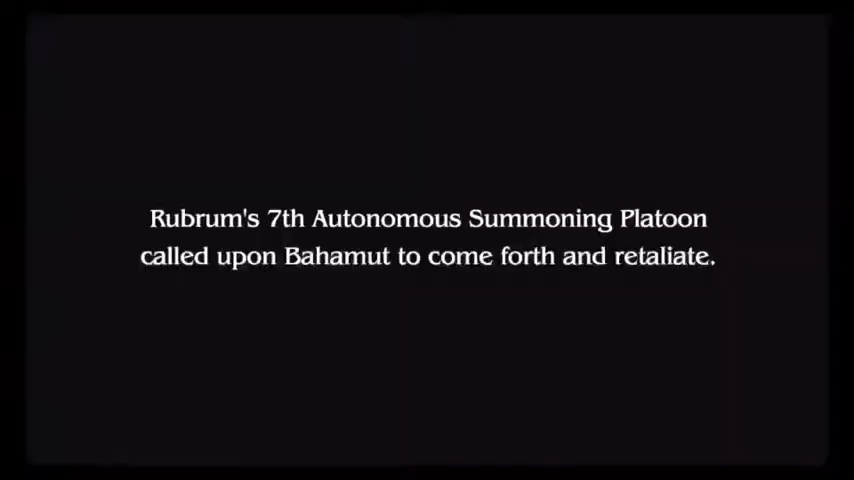 Rubrum's 7th Autonomous Summoning Platoon
called upon Bahamut to come forth and retaliate.